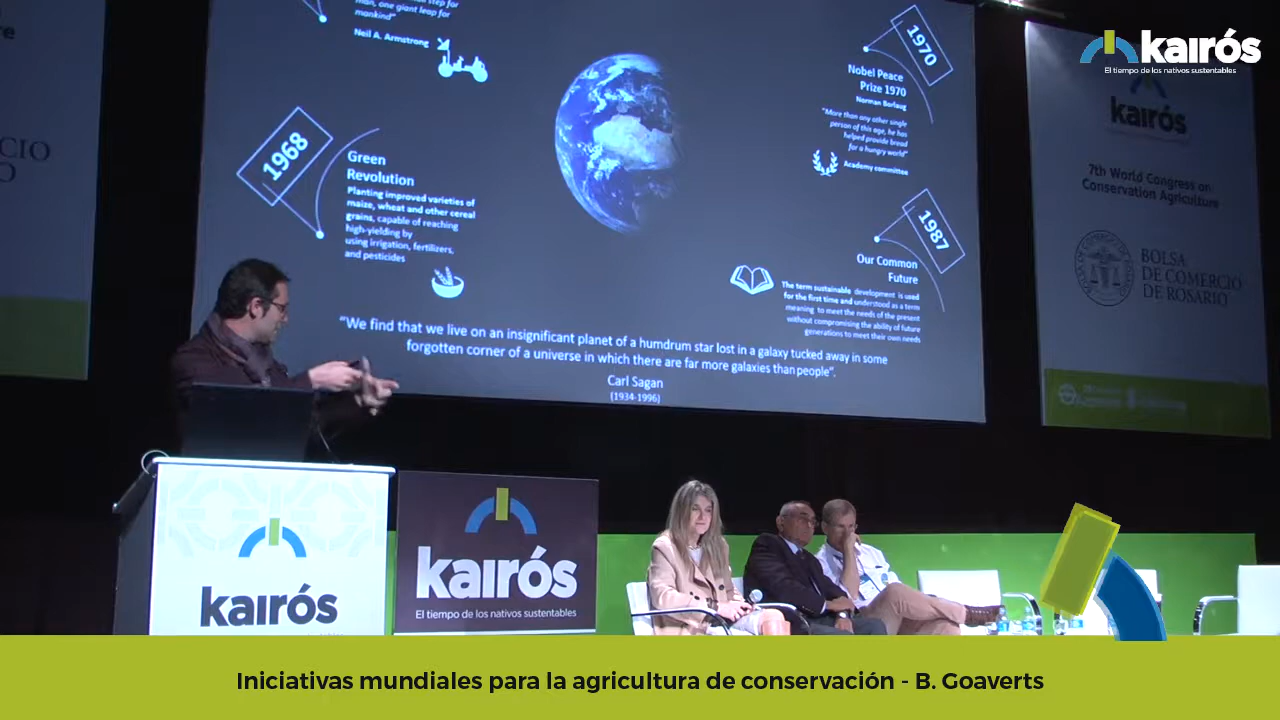 man, one giant leap for
mankind"
Neil A. Armstrong
1968
Green
Revolution
Planting improved varieties of
maize, wheat and other cereal
grains, capable of reaching
high-yielding by
using irrigation, fertilizers,
and pesticides
1970
Nobel Peace
Prize 1970
Norman Borlaug
"More than any other single
person of this age, he has
helped provide bread
for a hungry world"
Academy committee
1987
Our Common
Future
The term sustainable development is used
for the first time and understood as a term
meaning to meet the needs of the present
without compromising the ability of future
generations to meet their own needs
"We find that we live on an insignificant planet of a humdrum star lost in a galaxy tucked away in some
forgotten corner of a universe in which there are far more galaxies than people".
Carl Sagan
(1934-1996)
kaırós
El tiempo de los nativos sustentables
kaırós
7th World Congress on
Conservation Agriculture
BOLSA
DE COMERCIO
DE ROSARIO
kaırós
kaırós
El tiempo de los nativos sustentables
Iniciativas mundiales para la agricultura de conservación - B. Goaverts